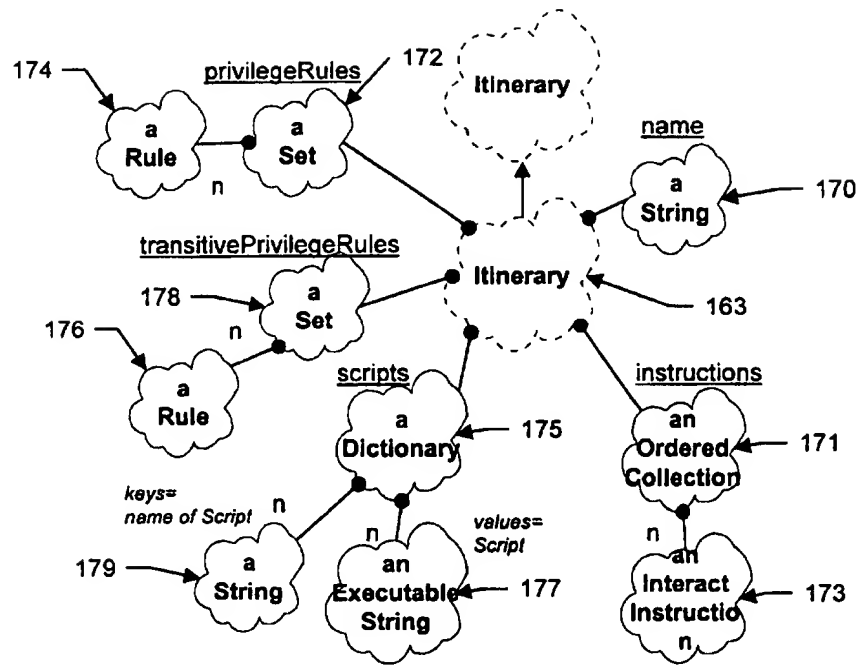 174
privilegeRules
172
a
Rule
n
a
Set
Itinerary
name
a
String
170
transitivePrivilegeRules
178
a
Set
Itinerary
163
176
n
a
Rule
scripts
a
Dictionary
175
instructions
an
Ordered
Collection
171
keys=
name of Script
n
179
a
String
n
values=
Script
an
Executable
String
177
n
an
Interact
Instructio
n
173